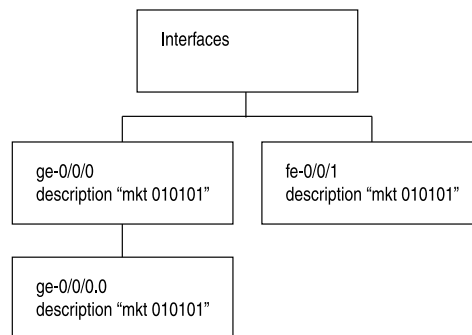 Interfaces
ge-0/0/0
description “mkt 010101”
fe-0/0/1
description “mkt 010101”
ge-0/0/0.0
description “mkt 010101”